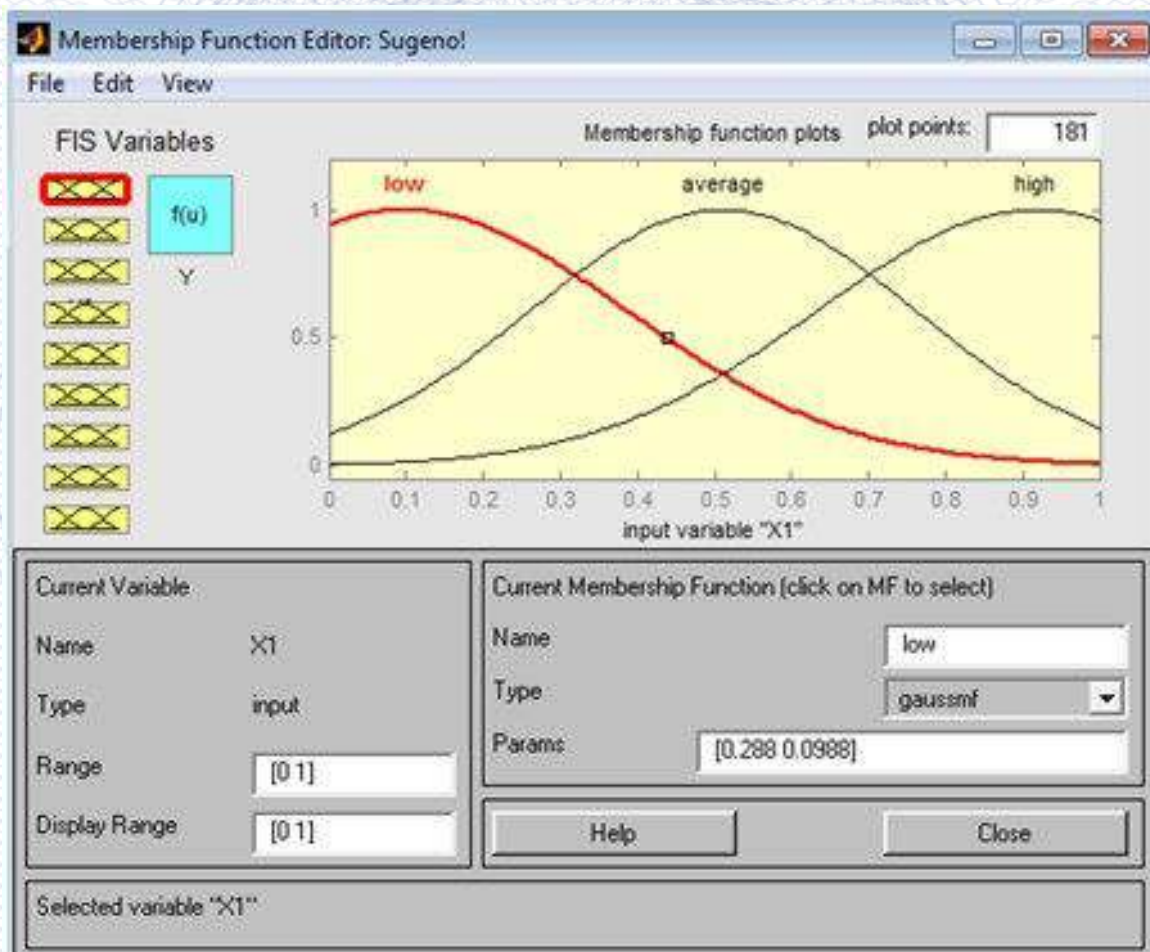 Membership Function Editor: Sugeno!
File Edit View
FIS Variables
f(u)
Y
Membership function plots plot points: 181
low average high
1
0.5
0
0 0.1 0.2 0.3 0.4 0.5 0.6 0.7 0.8 0.9 1
input variable "X1"
Current Variable
Name X1
Type input
Range [0 1]
Display Range [0 1]
Current Membership Function (click on MF to select)
Name low
Type gaussmf
Params [0.288 0.0988]
Help Close
Selected variable "X1"